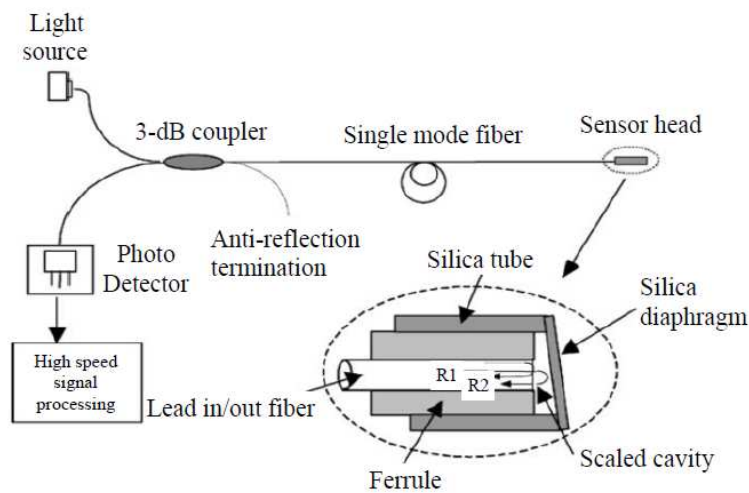 Light
source
3-dB coupler
Single mode fiber
Sensor head
Photo
Detector
Anti-reflection
termination
Silica tube
Silica
diaphragm
High speed
signal
processing
R1
R2
Lead in/out fiber
Ferrule
Scaled cavity